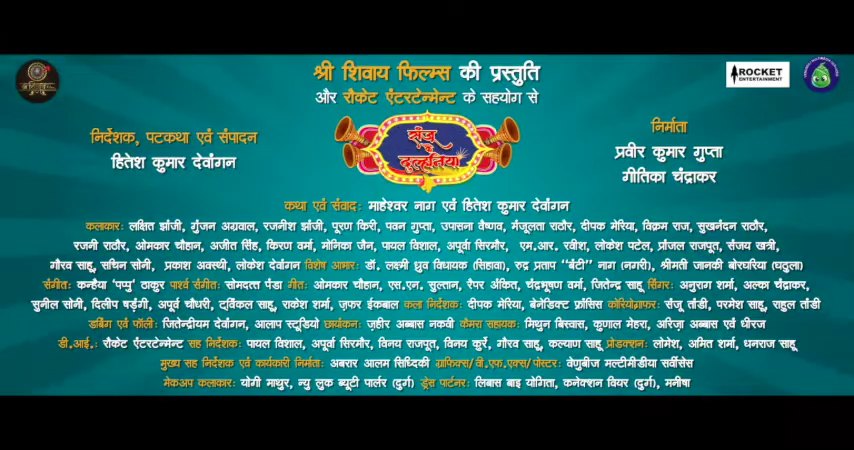 श्री शिवाय फिल्म्स की प्रस्तुति
और रॉकेट एंटरटेन्मेन्ट के सहयोग से
ROCKET
ENTERTAINMENT
निर्देशक, पटकथा एवं संपादन
हितेश कुमार देवांगन
संजू के दुल्हनिया
निर्माता
प्रवीर कुमार गुप्ता
गीतिका चंद्राकर
कथा एवं संवाद: माहेश्वर नाग एवं हितेश कुमार देवांगन
कलाकार: लक्षित झांजी, गुंजन अग्रवाल, रजनीश झांजी, पूरण किरी, पवन गुप्ता, उपासना वैष्णव, मंजूलता राठौर, दीपक मेरिया, विक्रम राज, सुखनंदन राठौर,
रजनी राठौर, ओमकार चौहान, अजीत सिंह, किरण वर्मा, मोनिका जैन, पायल विशाल, अपूर्वा सिरमौर, एम.आर. रवीश, लोकेश पटेल, प्रांजल राजपूत, संजय खत्री,
गौरव साहू, सचिन सोनी, प्रकाश अवस्थी, लोकेश देवांगन विशेष आभार: डॉ. लक्ष्मी ध्रुव विधायक (सिहावा), रुद्र प्रताप “बंटी” नाग (नगरी), श्रीमती जानकी बोरघरिया (घठुला)
संगीत: कन्हैया ‘पप्पु’ ठाकुर पार्श्व संगीत: सोमदत्त पंडा गीत: ओमकार चौहान, एस.एन. सुल्तान, रैपर अंकित, चंद्रभूषण वर्मा, जितेन्द्र साहू सिंगर: अनुराग शर्मा, अल्का चंद्राकर,
सुनील सोनी, दिलीप षड़ंगी, अपूर्व चौधरी, ट्विंकल साहू, राकेश शर्मा, ज़फर ईकबाल कला निर्देशक: दीपक मेरिया, बेनेडिक्ट फ्रांसिस कोरियोग्राफर: संजू तांडी, परमेश साहू, राहुल तांडी
डबिंग एवं फॉली: जितेन्द्रीयम देवांगन, आलाप स्टूडियो छायांकन: ज़हीर अब्बास नकवी कैमरा सहायक: मिथुन बिस्वास, कुणाल मेहरा, अरिज़ा अब्बास एवं धीरज
डी.आई.: रौकेट एंटरटेन्मेन्ट सह निर्देशक: पायल विशाल, अपूर्वा सिरमौर, विनय राजपूत, विनय कुर्रे, गौरव साहू, कल्याण साहू प्रोडक्शन: लोमेश, अमित शर्मा, धनराज साहू
मुख्य सह निर्देशक एवं कार्यकारी निर्माता: अबरार आलम सिध्दिकी ग्राफिक्स/वी.एफ.एक्स/पोस्टर: वेणुबीज मल्टीमीडिया सर्वीसेस
मेकअप कलाकार: योगी माथुर, न्यु लुक ब्यूटी पार्लर (दुर्ग) ड्रेस पार्टनर: लिबास बाइ योगिता, कनेक्शन वियर (दुर्ग), मनीषा